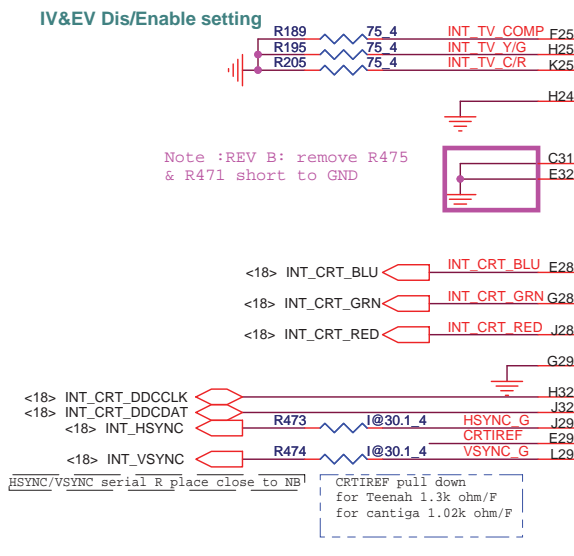 IV&EV Dis/Enable setting
R189 75_4 INT_TV_COMP F25
R195 75_4 INT_TV_Y/G H25
R205 75_4 INT_TV_C/R K25
H24
Note :REV B: remove R475
& R471 short to GND
C31
E32
<18> INT_CRT_BLU INT_CRT_BLU E28
<18> INT_CRT_GRN INT_CRT_GRN G28
<18> INT_CRT_RED INT_CRT_RED J28
G29
<18> INT_CRT_DDCCLK H32
<18> INT_CRT_DDCDAT J32
<18> INT_HSYNC R473 I@30.1_4 HSYNC_G J29
CRTIREF E29
<18> INT_VSYNC R474 I@30.1_4 VSYNC_G L29
HSYNC/VSYNC serial R place close to NB
CRTIREF pull down
for Teenah 1.3k ohm/F
for cantiga 1.02k ohm/F